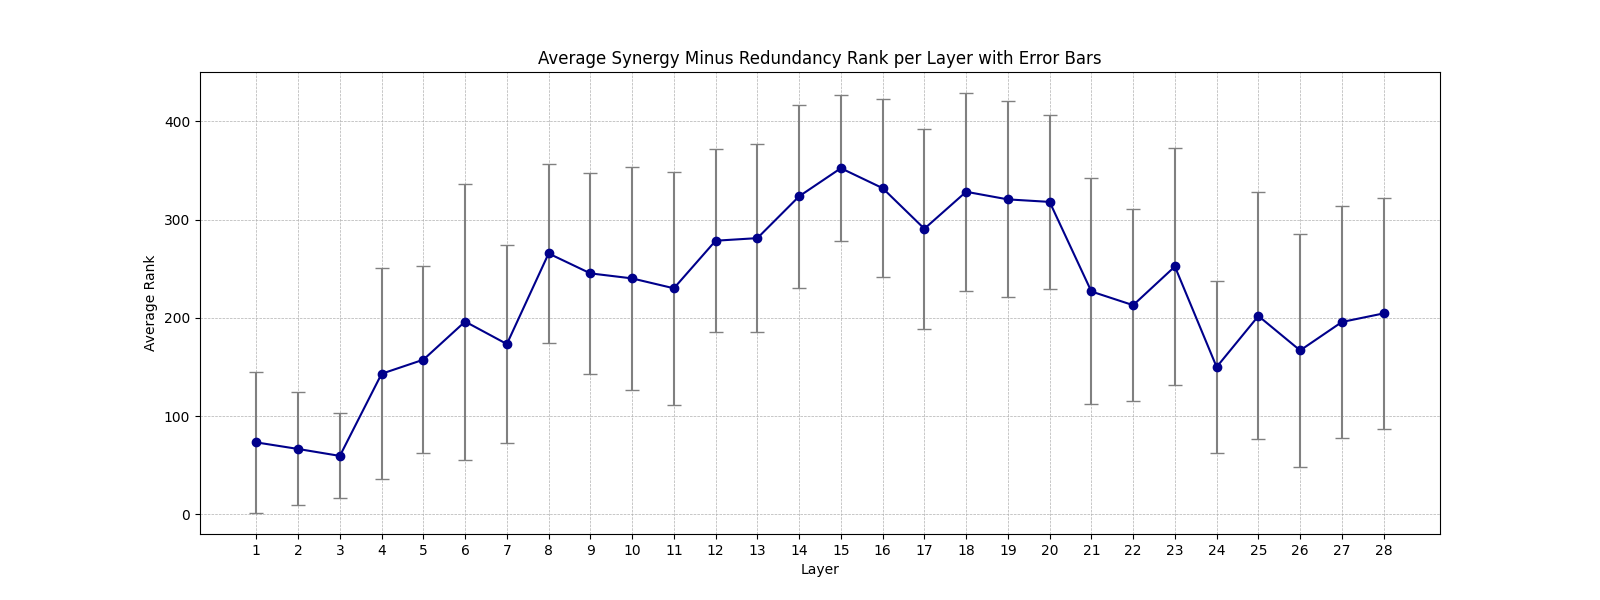 Average Synergy Minus Redundancy Rank per Layer with Error Bars
Average Rank
400
300
200
100
0
1 2 3 4 5 6 7 8 9 10 11 12 13 14 15 16 17 18 19 20 21 22 23 24 25 26 27 28
Layer